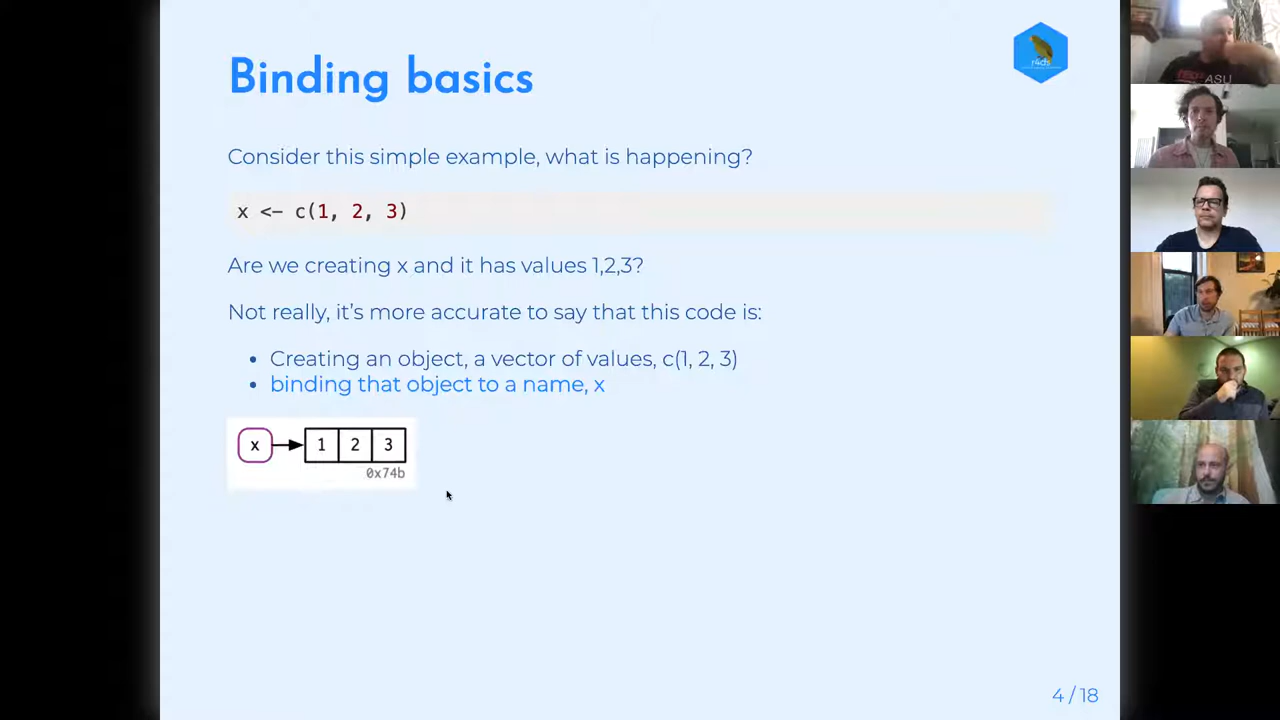 Binding basics
r4ds
Consider this simple example, what is happening?
x <- c(1, 2, 3)
Are we creating x and it has values 1,2,3?
Not really, it's more accurate to say that this code is:
• Creating an object, a vector of values, c(1, 2, 3)
• binding that object to a name, x
x 1 2 3
0x74b
4 / 18
ASU